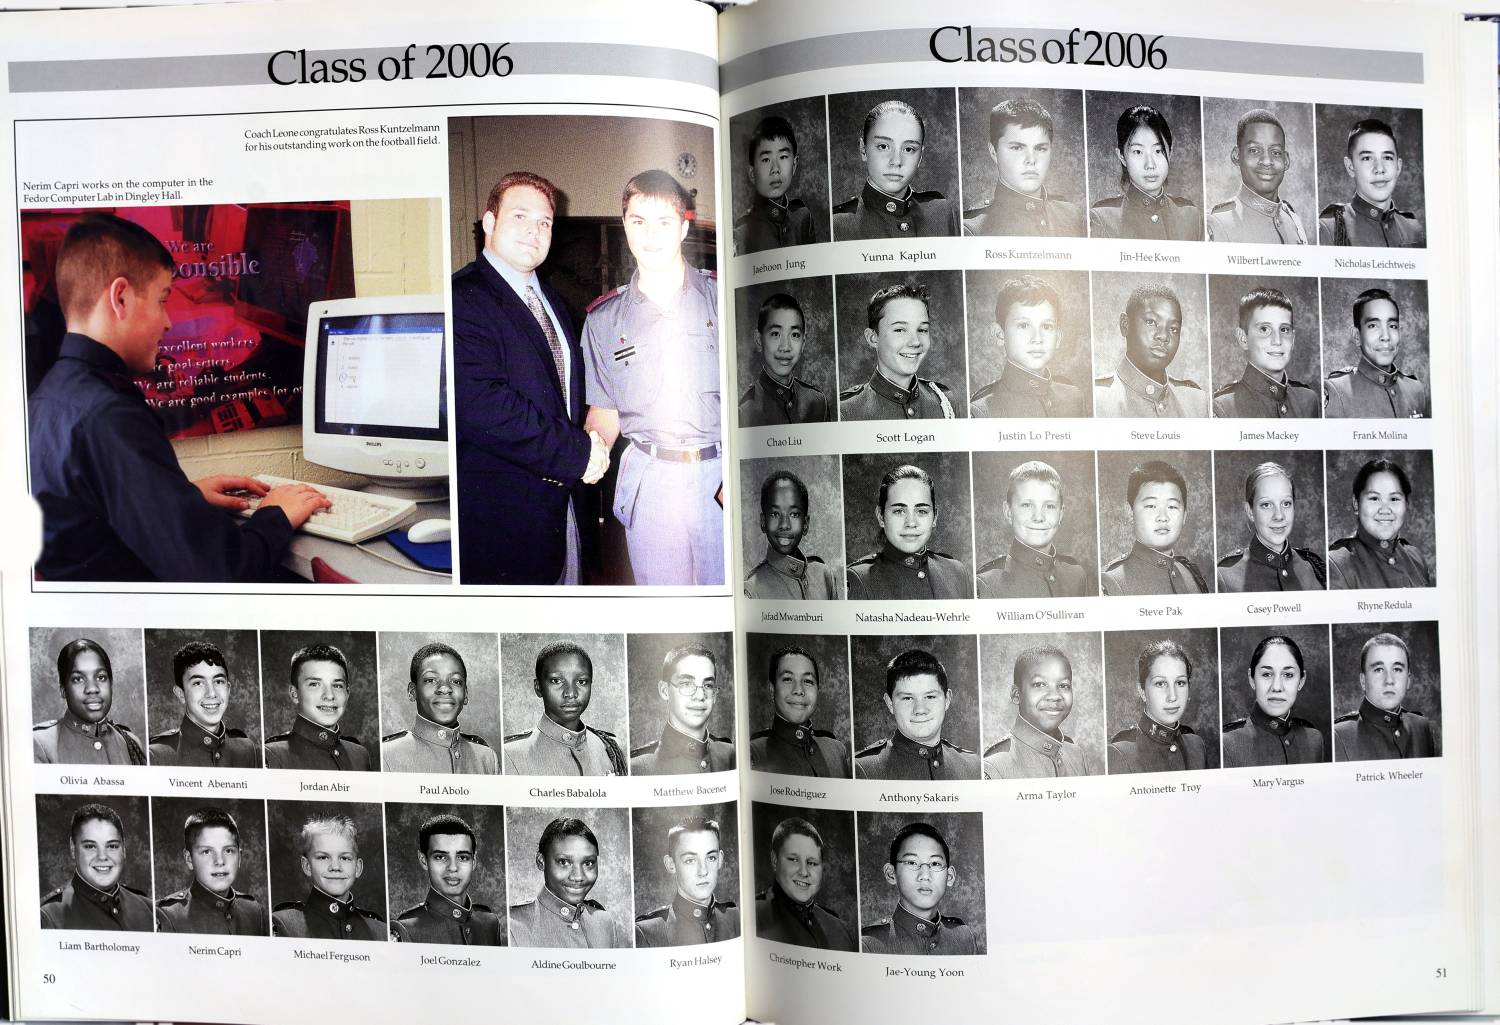 Class of 2006
Coach Leone congratulates Ross Kuntzelmann
for his outstanding work on the football field.
Nerim Capri works on the computer in the
Fedor Computer Lab in Dingley Hall.
We are
ponsible
excellent workers.
goal-setters.
We are reliable students.
We are good examples for
PHILIPS
Olivia Abassa
Vincent Abenanti
Jordan Abir
Paul Abolo
Charles Babalola
Matthew Bacenet
Liam Bartholomay
Nerim Capri
Michael Ferguson
Joel Gonzalez
Aldine Goulbourne
Ryan Halsey
50
Class of 2006
Jaehoon Jung
Yunna Kaplun
Ross Kuntzelmann
Jin-Hee Kwon
Wilbert Lawrence
Nicholas Leichtweis
Chao Liu
Scott Logan
Justin Lo Presti
Steve Louis
James Mackey
Frank Molina
Jafad Mwamburi
Natasha Nadeau-Wehrle
William O'Sullivan
Steve Pak
Casey Powell
Rhyne Redula
Jose Rodriguez
Anthony Sakaris
Arma Taylor
Antoinette Troy
Mary Vargus
Patrick Wheeler
Christopher Work
Jae-Young Yoon
51